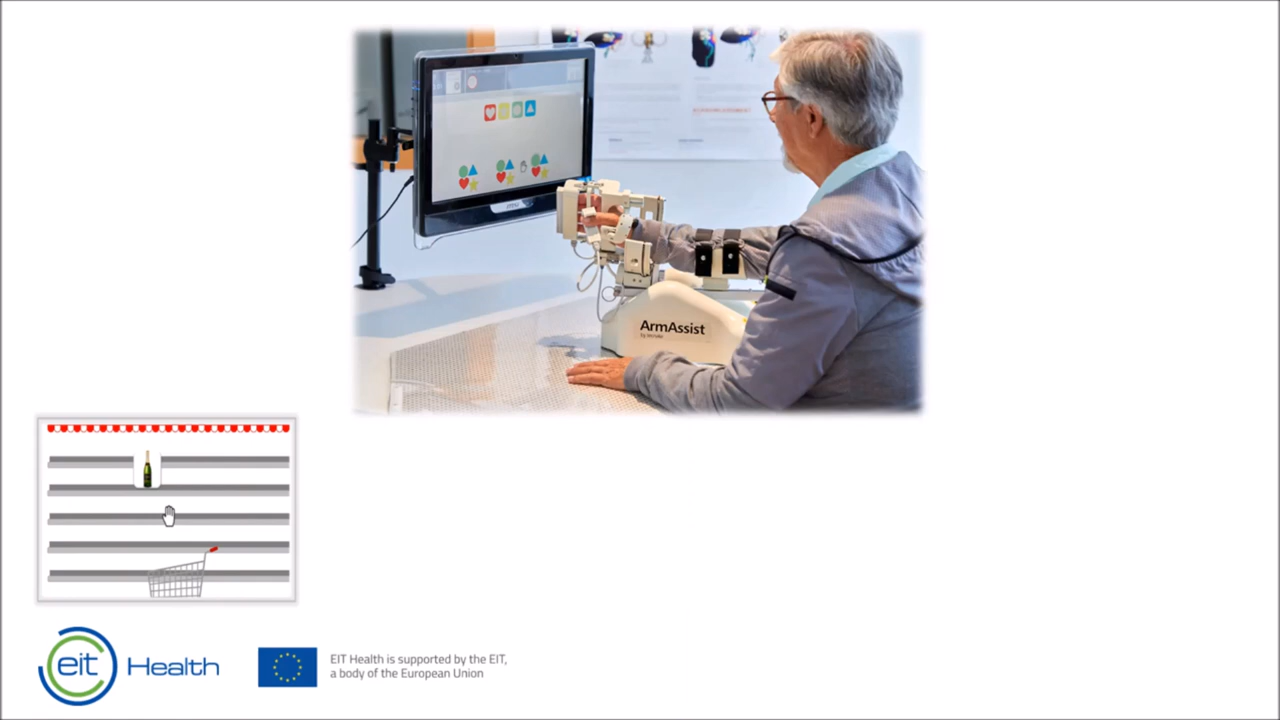 ArmAssist
eit Health
EIT Health is supported by the EIT,
a body of the European Union